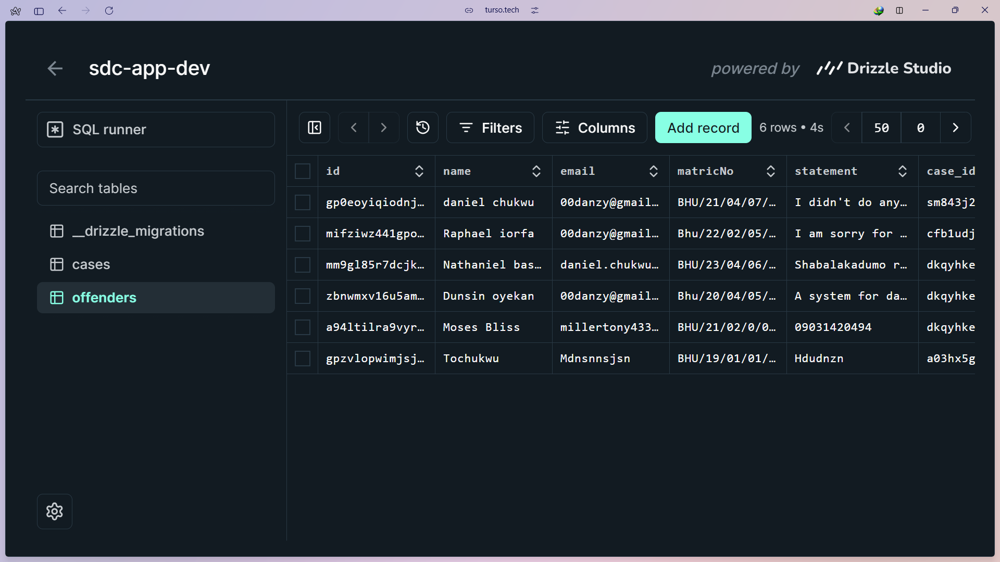 turso.tech
sdc-app-dev
powered by Drizzle Studio
SQL runner
Search tables
__drizzle_migrations
cases
offenders
Filters
Columns
Add record
6 rows • 4s
50
0
id name email matricNo statement case_id
gp0eoyiqiodnj… daniel chukwu 00danzy@gmail… BHU/21/04/07/… I didn't do any… sm843j2
mifziwz441gpo… Raphael iorfa 00danzy@gmail… Bhu/22/02/05/… I am sorry for … cfb1udj
mm9gl85r7dcjk… Nathaniel bas… daniel.chukwu… BHU/23/04/06/… Shabalakadumo r… dkqyhke
zbnwmxv16u5am… Dunsin oyekan 00danzy@gmail… Bhu/20/04/05/… A system for da… dkqyhke
a94ltilra9vyr… Moses Bliss millertony433… BHU/21/02/0/0… 09031420494 dkqyhke
gpzvlopwimjsj… Tochukwu Mdnsnnsjsn BHU/19/01/01/… Hdudnzn a03hx5g